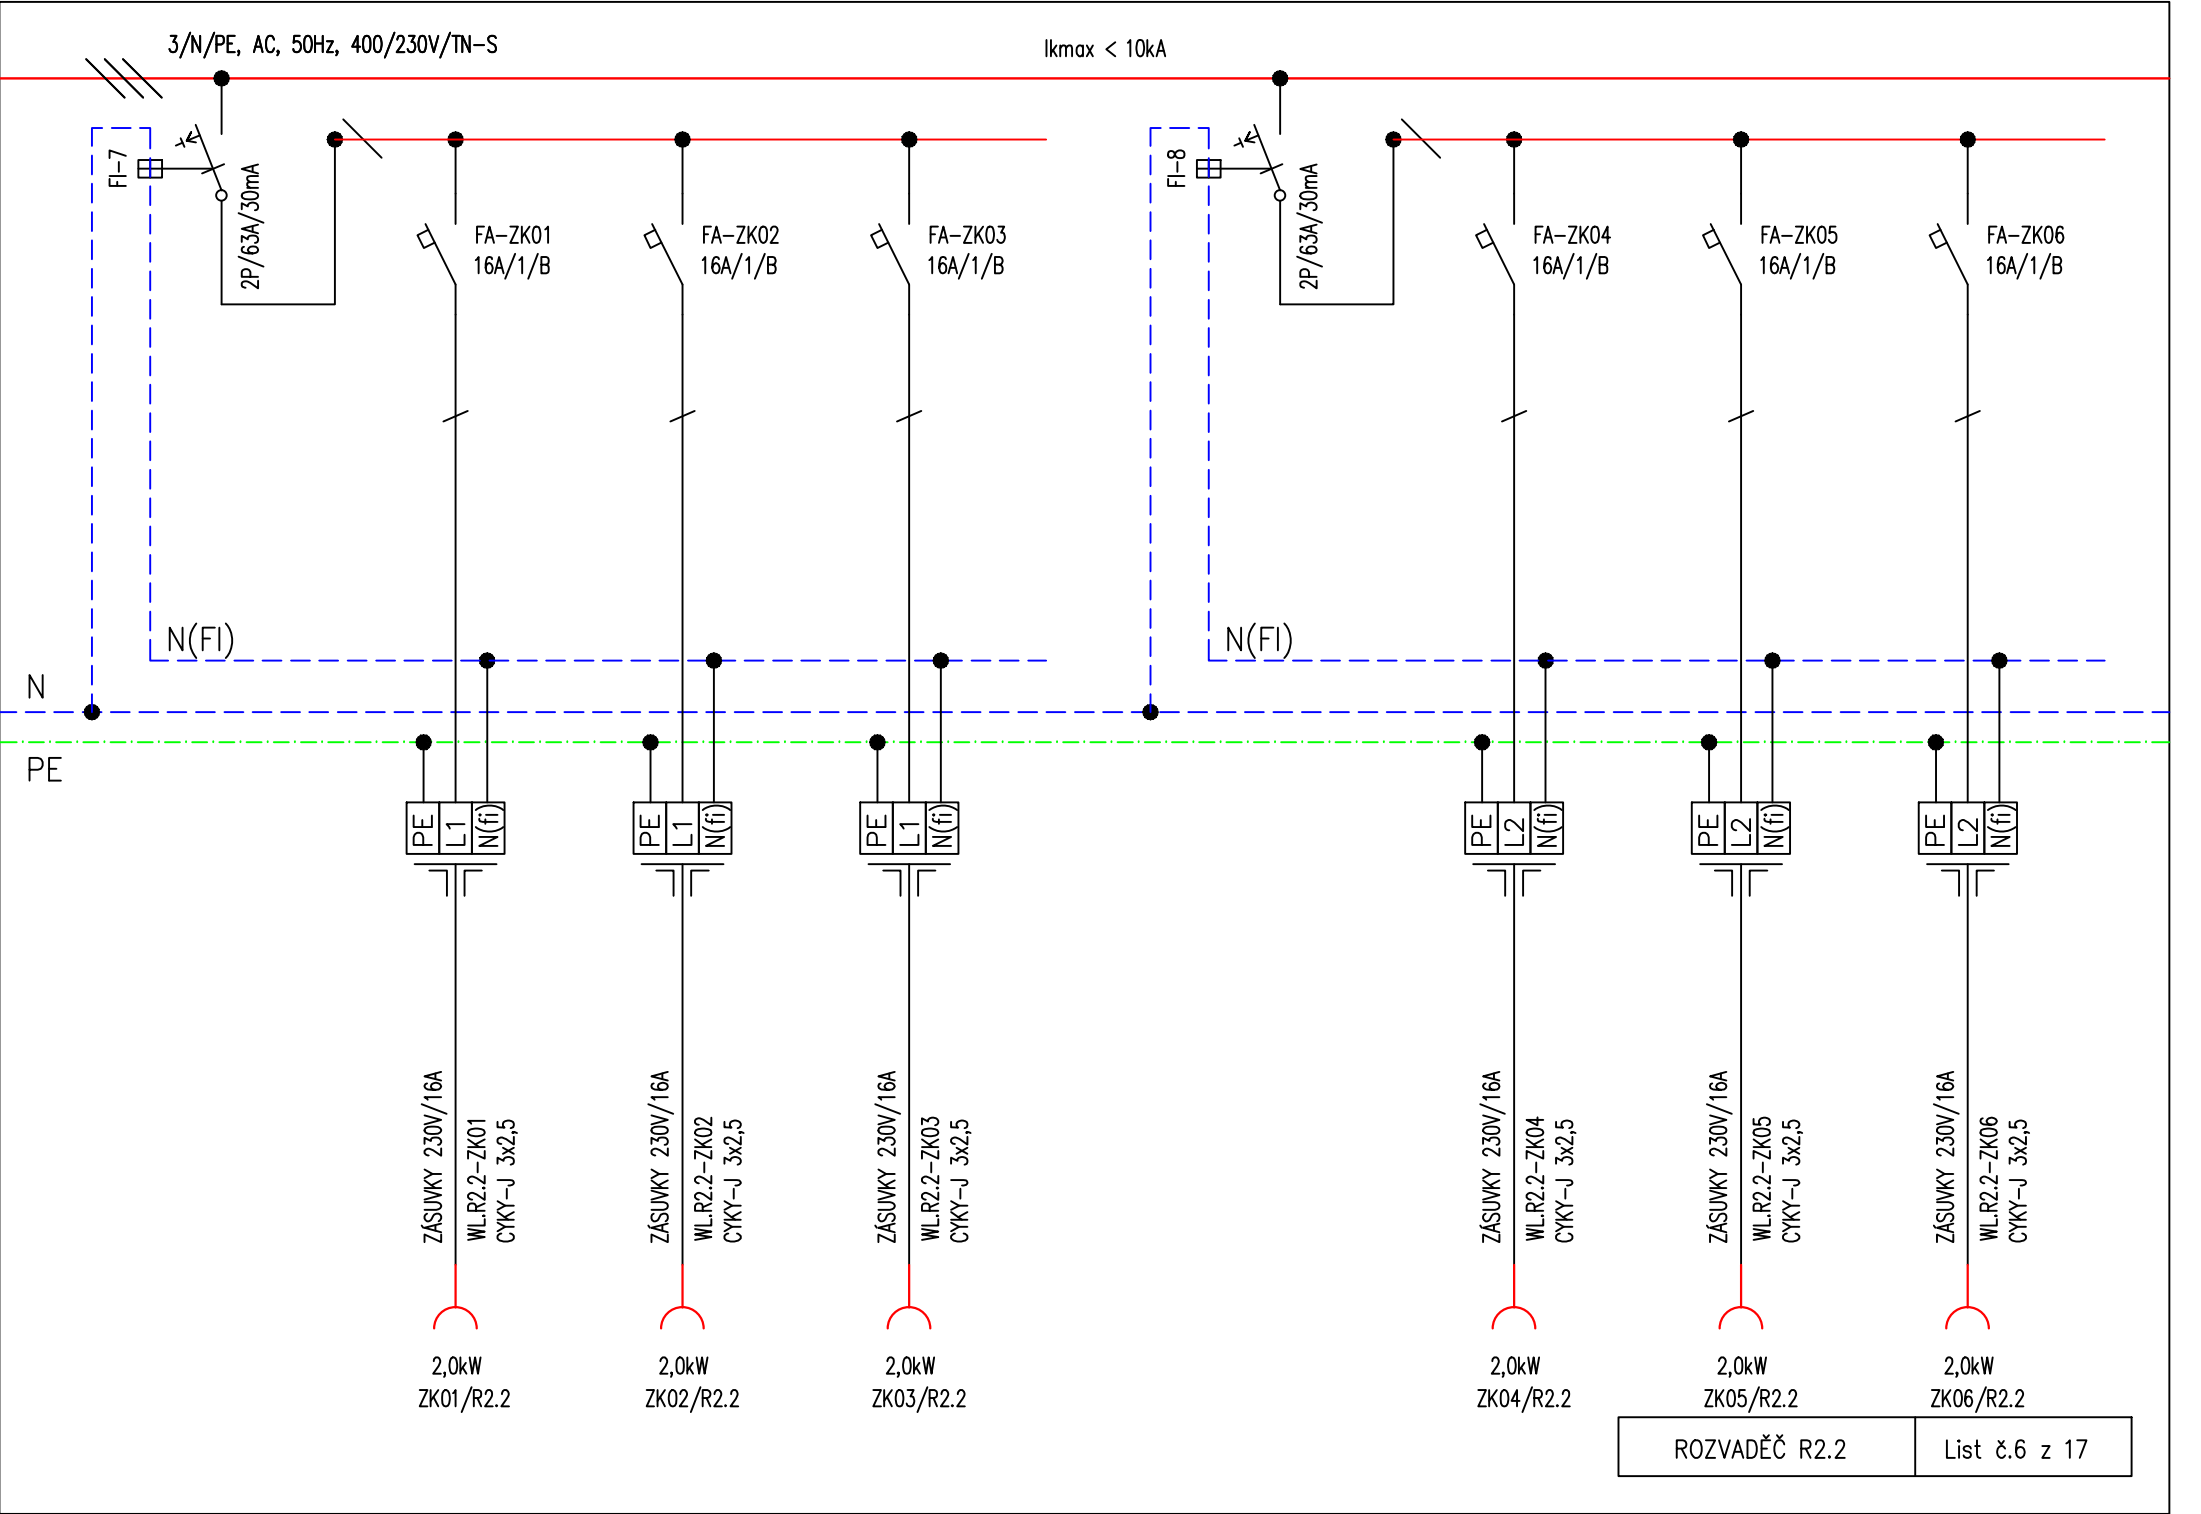 3/N/PE, AC, 50Hz, 400/230V/TN-S
Ikmax < 10kA
FI-7
2P/63A/30mA
FA-ZK01
16A/1/B
FA-ZK02
16A/1/B
FA-ZK03
16A/1/B
FI-8
2P/63A/30mA
FA-ZK04
16A/1/B
FA-ZK05
16A/1/B
FA-ZK06
16A/1/B
N(FI)
N(FI)
N
PE
PE L1 N(fi)
PE L1 N(fi)
PE L1 N(fi)
PE L2 N(fi)
PE L2 N(fi)
PE L2 N(fi)
ZÁSUVKY 230V/16A
WL.R2.2-ZK01
CYKY-J 3x2,5
ZÁSUVKY 230V/16A
WL.R2.2-ZK02
CYKY-J 3x2,5
ZÁSUVKY 230V/16A
WL.R2.2-ZK03
CYKY-J 3x2,5
ZÁSUVKY 230V/16A
WL.R2.2-ZK04
CYKY-J 3x2,5
ZÁSUVKY 230V/16A
WL.R2.2-ZK05
CYKY-J 3x2,5
ZÁSUVKY 230V/16A
WL.R2.2-ZK06
CYKY-J 3x2,5
2,0kW
ZK01/R2.2
2,0kW
ZK02/R2.2
2,0kW
ZK03/R2.2
2,0kW
ZK04/R2.2
2,0kW
ZK05/R2.2
2,0kW
ZK06/R2.2
ROZVADĚČ R2.2
List č.6 z 17